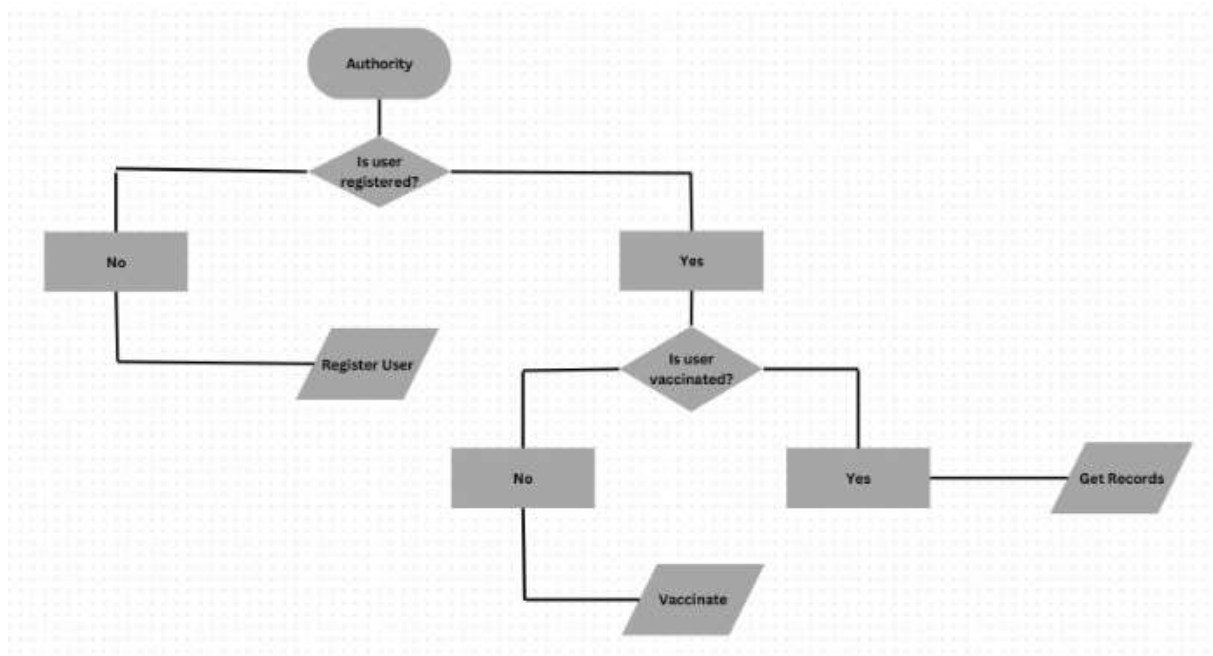 Authority
Is user
registered?
No
Yes
Register User
Is user
vaccinated?
No
Yes
Get Records
Vaccinate